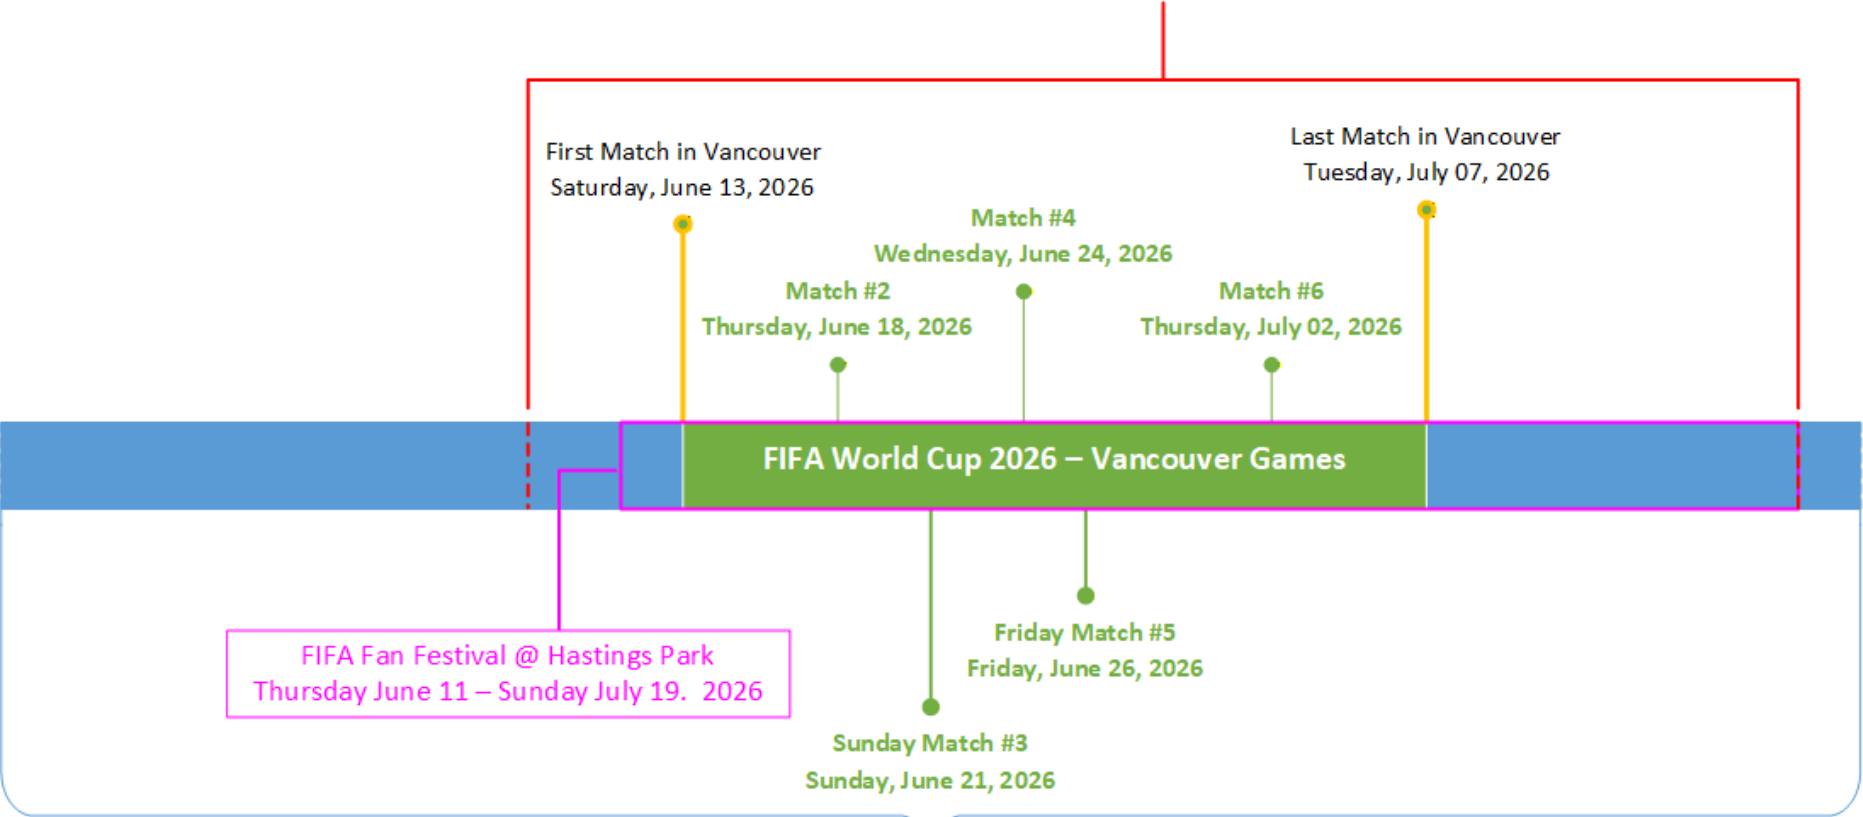 First Match in Vancouver
Saturday, June 13, 2026
Last Match in Vancouver
Tuesday, July 07, 2026
Match #4
Wednesday, June 24, 2026
Match #2
Thursday, June 18, 2026
Match #6
Thursday, July 02, 2026
FIFA World Cup 2026 – Vancouver Games
Friday Match #5
Friday, June 26, 2026
FIFA Fan Festival @ Hastings Park
Thursday June 11 – Sunday July 19.  2026
Sunday Match #3
Sunday, June 21, 2026